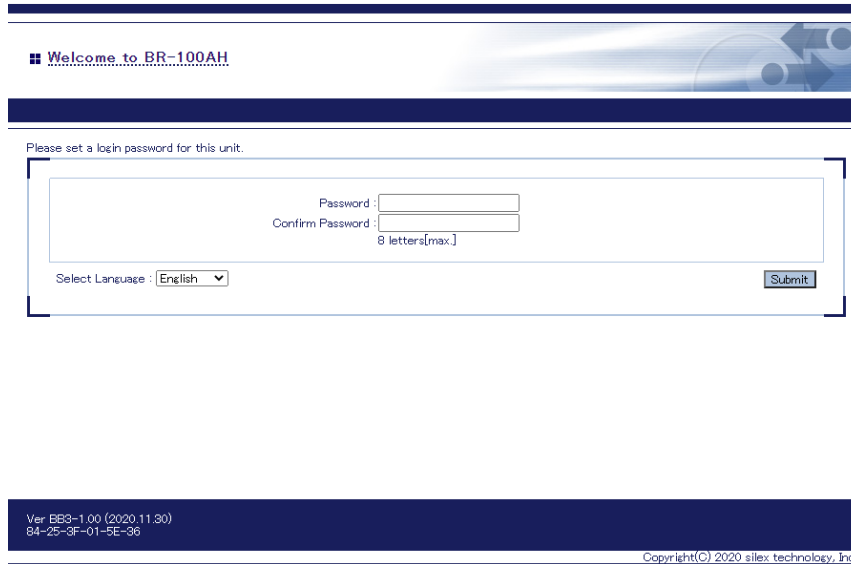 Welcome to BR-100AH
Please set a login password for this unit.
Password :
Confirm Password :
8 letters[max.]
Select Language : English
Submit
Ver BB3-1.00 (2020.11.30)
84-25-3F-01-5E-36
Copyright(C) 2020 silex technology, Inc